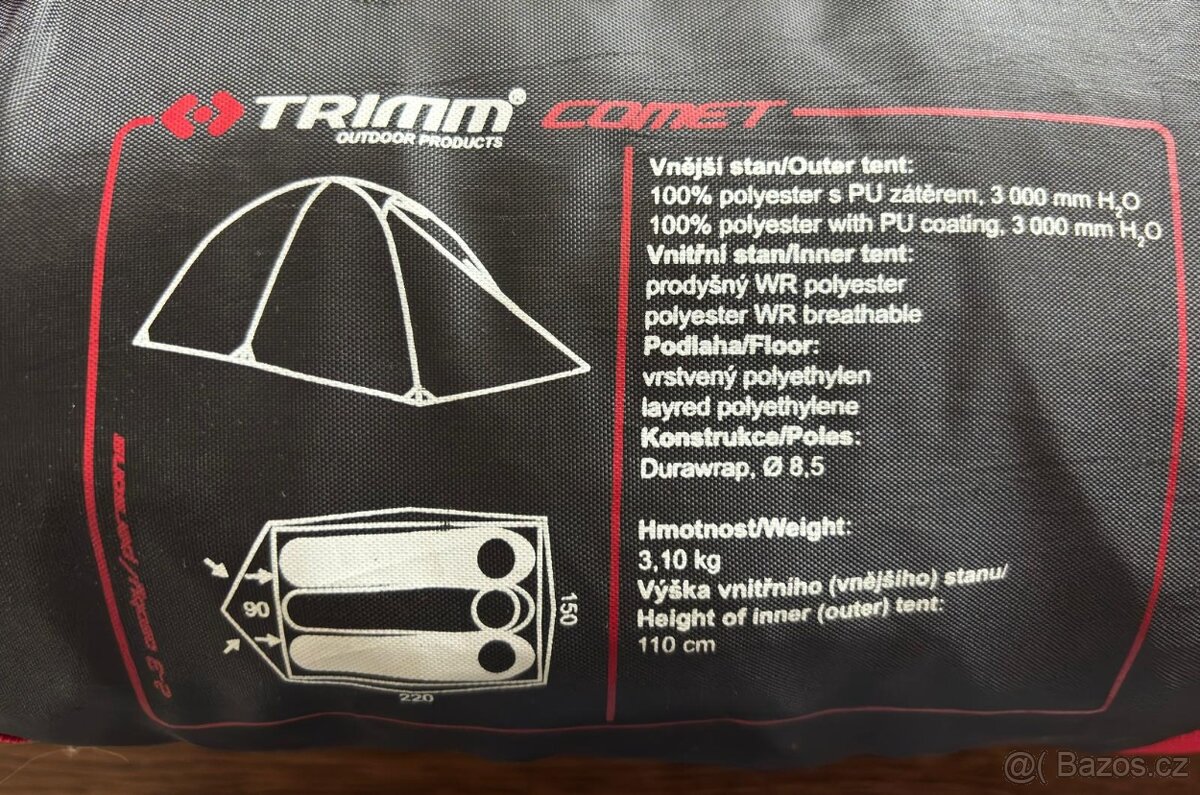 TRIMM® COMET
OUTDOOR PRODUCTS
Vnější stan/Outer tent:
100% polyester s PU zátěrem, 3 000 mm H₂O
100% polyester with PU coating, 3 000 mm H₂O
Vnitřní stan/Inner tent:
prodyšný WR polyester
polyester WR breathable
Podlaha/Floor:
vrstvený polyethylen
layred polyethylene
Konstrukce/Poles:
Durawrap, Ø 8,5
Hmotnost/Weight:
3,10 kg
Výška vnitřního (vnějšího) stanu/
Height of inner (outer) tent:
110 cm
90
150
220
@( Bazos.cz